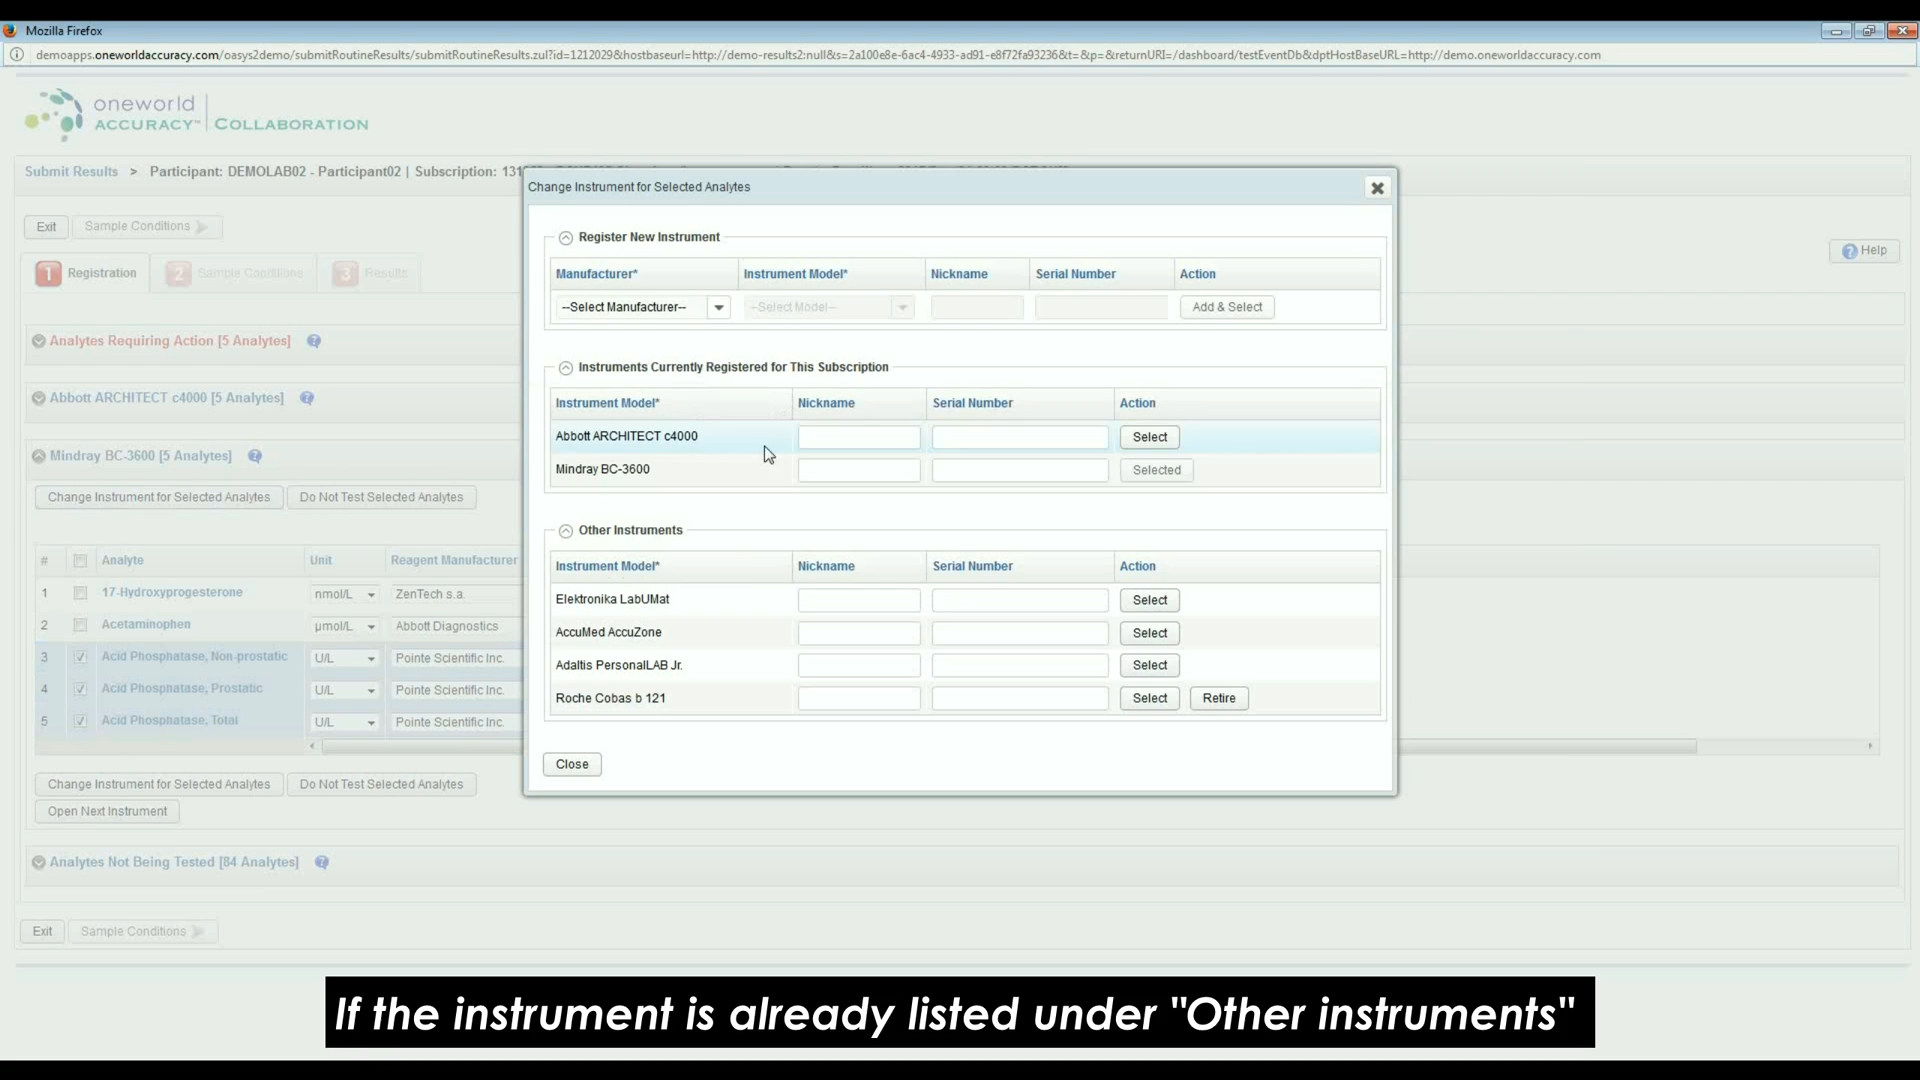 Mozilla Firefox
demoapps.oneworldaccuracy.com/oasys2demo/submitRoutineResults/submitRoutineResults.zul?id=1212029&hostbaseurl=http://demo-results2:null&s=2a100e8e-6ac4-4933-ad91-e8f72fa93236&t=&p=&returnURI=/dashboard/testEventDb&dptHostBaseURL=http://demo.oneworldaccuracy.com
oneworld
ACCURACY™ COLLABORATION
Submit Results > Participant: DEMOLAB02 - Participant02 | Subscription: 131
Exit Sample Conditions
Help
1 Registration 2 Sample Conditions 3 Results
Analytes Requiring Action [5 Analytes]
Abbott ARCHITECT c4000 [5 Analytes]
Mindray BC-3600 [5 Analytes]
Change Instrument for Selected Analytes Do Not Test Selected Analytes
# Analyte Unit Reagent Manufacturer
1 17-Hydroxyprogesterone nmol/L ZenTech s.a.
2 Acetaminophen µmol/L Abbott Diagnostics
3 Acid Phosphatase, Non-prostatic U/L Pointe Scientific Inc.
4 Acid Phosphatase, Prostatic U/L Pointe Scientific Inc.
5 Acid Phosphatase, Total U/L Pointe Scientific Inc.
Change Instrument for Selected Analytes Do Not Test Selected Analytes
Open Next Instrument
Analytes Not Being Tested [84 Analytes]
Exit Sample Conditions
Change Instrument for Selected Analytes
Register New Instrument
Manufacturer* Instrument Model* Nickname Serial Number Action
--Select Manufacturer-- --Select Model-- Add & Select
Instruments Currently Registered for This Subscription
Instrument Model* Nickname Serial Number Action
Abbott ARCHITECT c4000 Select
Mindray BC-3600 Selected
Other Instruments
Instrument Model* Nickname Serial Number Action
Elektronika LabUMat Select
AccuMed AccuZone Select
Adaltis PersonalLAB Jr. Select
Roche Cobas b 121 Select Retire
Close
If the instrument is already listed under "Other instruments"